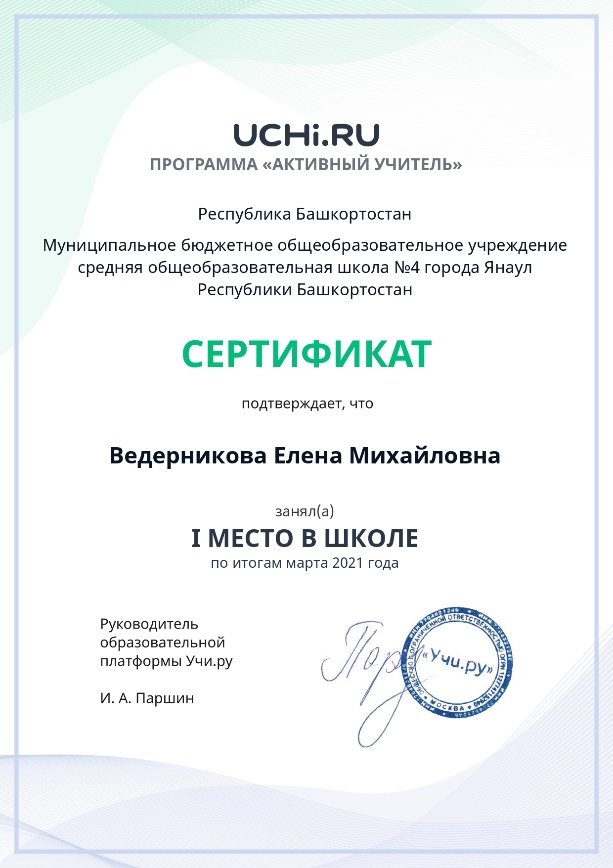 UCHi.RU
ПРОГРАММА «АКТИВНЫЙ УЧИТЕЛЬ»
Республика Башкортостан
Муниципальное бюджетное общеобразовательное учреждение
средняя общеобразовательная школа №4 города Янаул
Республики Башкортостан
СЕРТИФИКАТ
подтверждает, что
Ведерникова Елена Михайловна
занял(а)
I МЕСТО В ШКОЛЕ
по итогам марта 2021 года
Руководитель
образовательной
платформы Учи.ру
И. А. Паршин
«Учи.ру»
МОСКВА